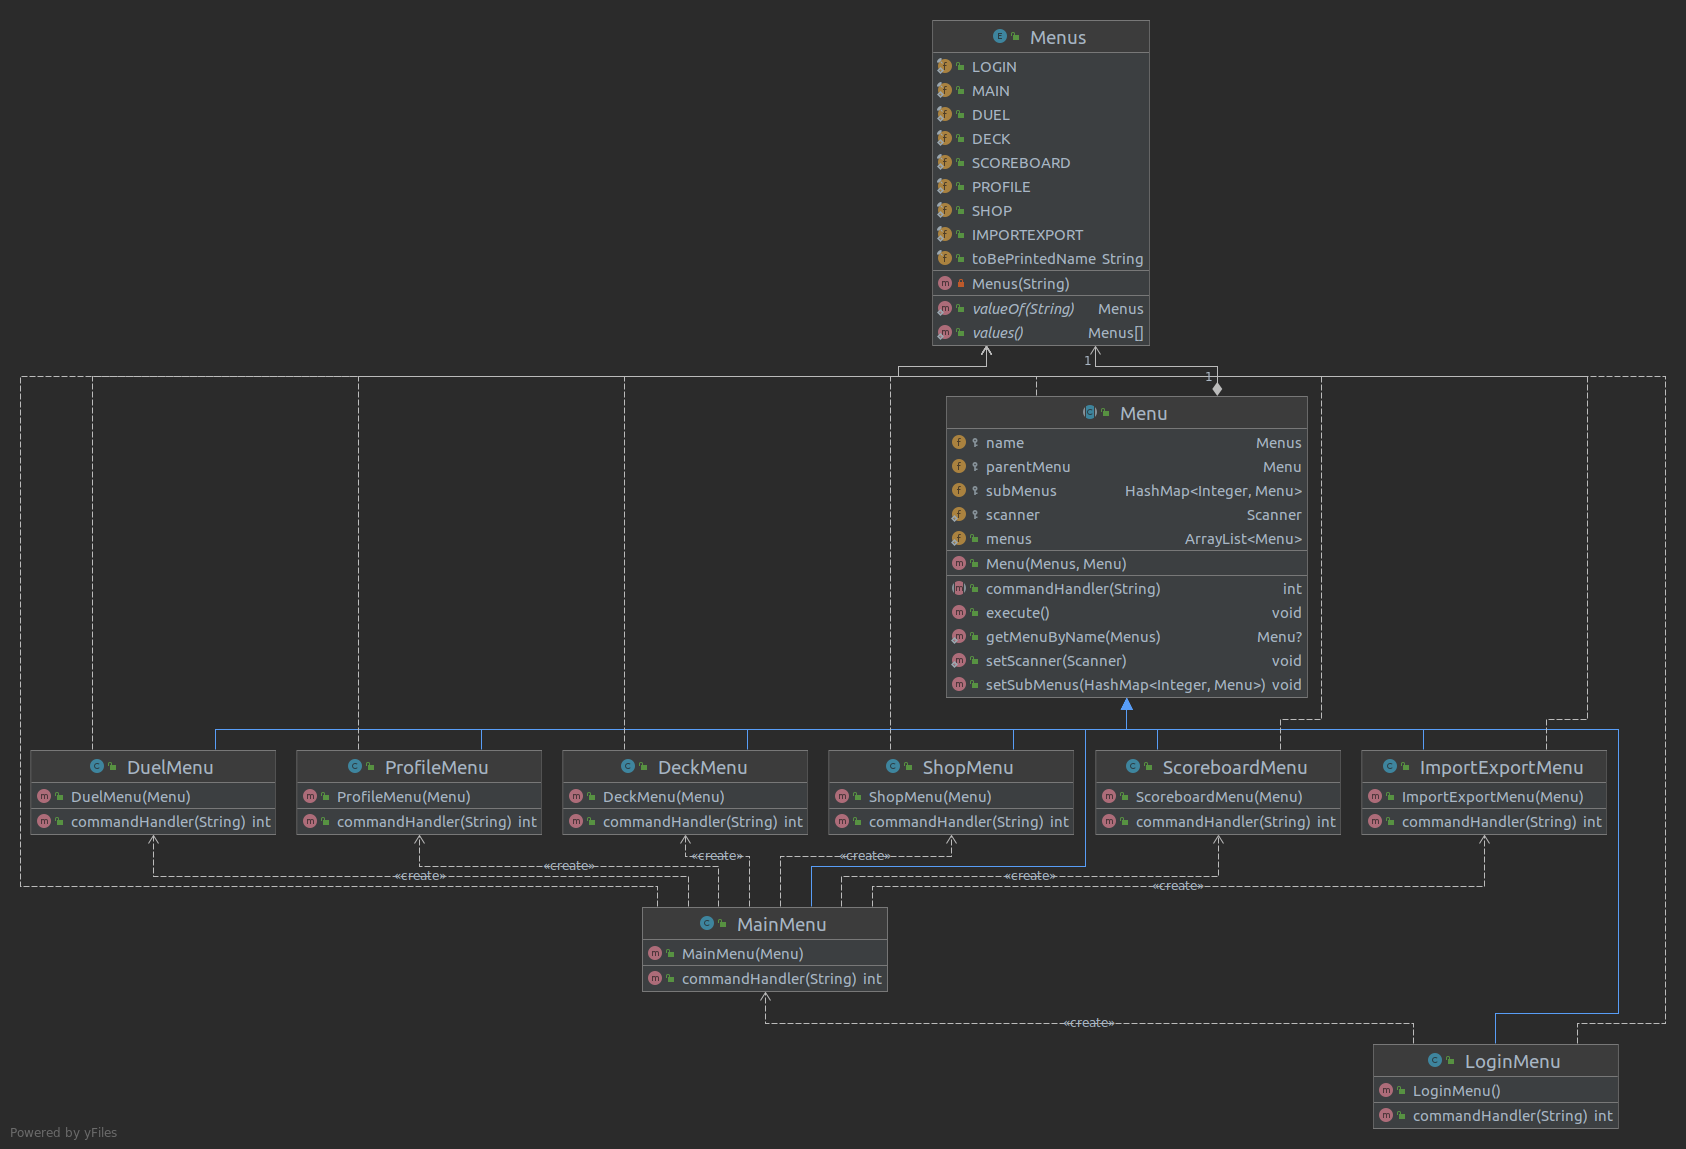 Menus
LOGIN
MAIN
DUEL
DECK
SCOREBOARD
PROFILE
SHOP
IMPORTEXPORT
toBePrintedName String
Menus(String)
valueOf(String) Menus
values() Menus[]
1
1
Menu
name Menus
parentMenu Menu
subMenus HashMap<Integer, Menu>
scanner Scanner
menus ArrayList<Menu>
Menu(Menus, Menu)
commandHandler(String) int
execute() void
getMenuByName(Menus) Menu?
setScanner(Scanner) void
setSubMenus(HashMap<Integer, Menu>) void
DuelMenu
DuelMenu(Menu)
commandHandler(String) int
ProfileMenu
ProfileMenu(Menu)
commandHandler(String) int
DeckMenu
DeckMenu(Menu)
commandHandler(String) int
ShopMenu
ShopMenu(Menu)
commandHandler(String) int
ScoreboardMenu
ScoreboardMenu(Menu)
commandHandler(String) int
ImportExportMenu
ImportExportMenu(Menu)
commandHandler(String) int
«create»
«create»
«create»
«create»
«create»
«create»
MainMenu
MainMenu(Menu)
commandHandler(String) int
«create»
LoginMenu
LoginMenu()
commandHandler(String) int
Powered by yFiles